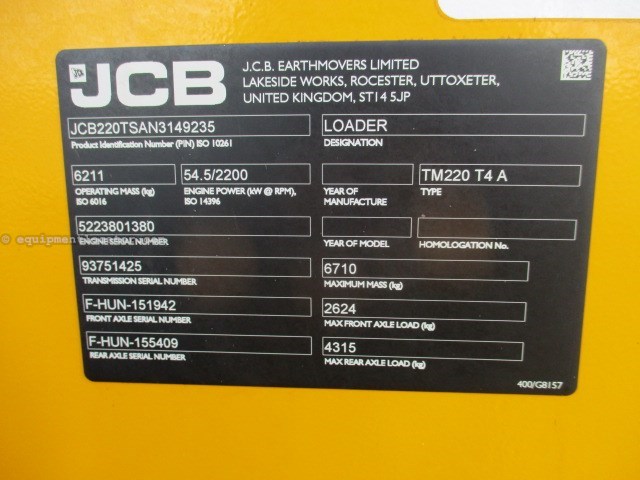 JCB
J.C.B. EARTHMOVERS LIMITED
LAKESIDE WORKS, ROCESTER, UTTOXETER,
UNITED KINGDOM, ST14 5JP
JCB220TSAN3149235
Product Identification Number (PIN) ISO 10261
LOADER
DESIGNATION
6211
OPERATING MASS (kg)
ISO 6016
54.5/2200
ENGINE POWER (kW @ RPM),
ISO 14396
YEAR OF
MANUFACTURE
TM220 T4 A
TYPE
5223801380
ENGINE SERIAL NUMBER
YEAR OF MODEL
HOMOLOGATION No.
93751425
TRANSMISSION SERIAL NUMBER
6710
MAXIMUM MASS (kg)
F-HUN-151942
FRONT AXLE SERIAL NUMBER
2624
MAX FRONT AXLE LOAD (kg)
F-HUN-155409
REAR AXLE SERIAL NUMBER
4315
MAX REAR AXLE LOAD (kg)
400/G8157